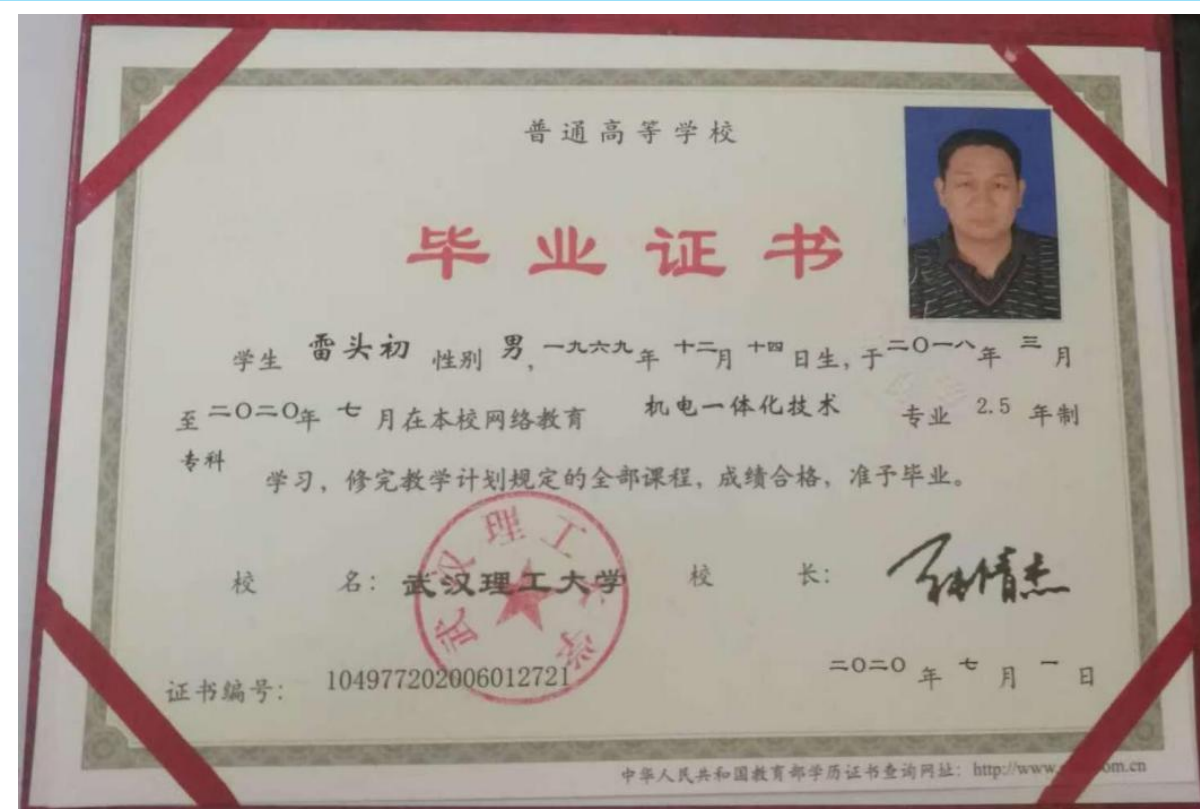 普通高等学校
毕业证书
学生 雷头初 性别 男, 一九六九年 十二月 十四日生, 于二〇一八年 三月
至二〇二〇年 七月在本校网络教育 机电一体化技术 专业 2.5 年制
专科 学习, 修完教学计划规定的全部课程, 成绩合格, 准予毕业。
校 名: 武汉理工大学 校 长:
武汉理工大学
证书编号: 104977202006012721 二〇二〇年 七月 一日
中华人民共和国教育部学历证书查询网址: http://www. om.cn